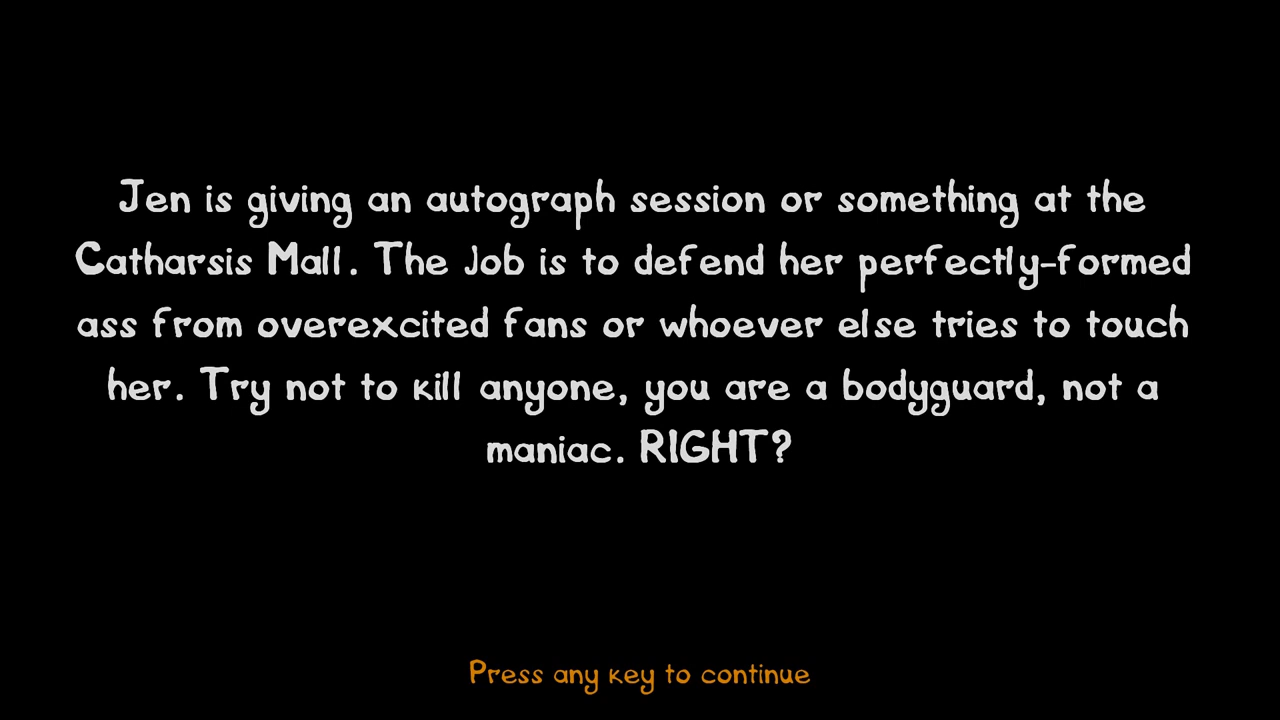 Jen is giving an autograph session or something at the
Catharsis Mall. The Job is to defend her perfectly-formed
ass from overexcited fans or whoever else tries to touch
her. Try not to kill anyone, you are a bodyguard, not a
maniac. RIGHT?
Press any key to continue